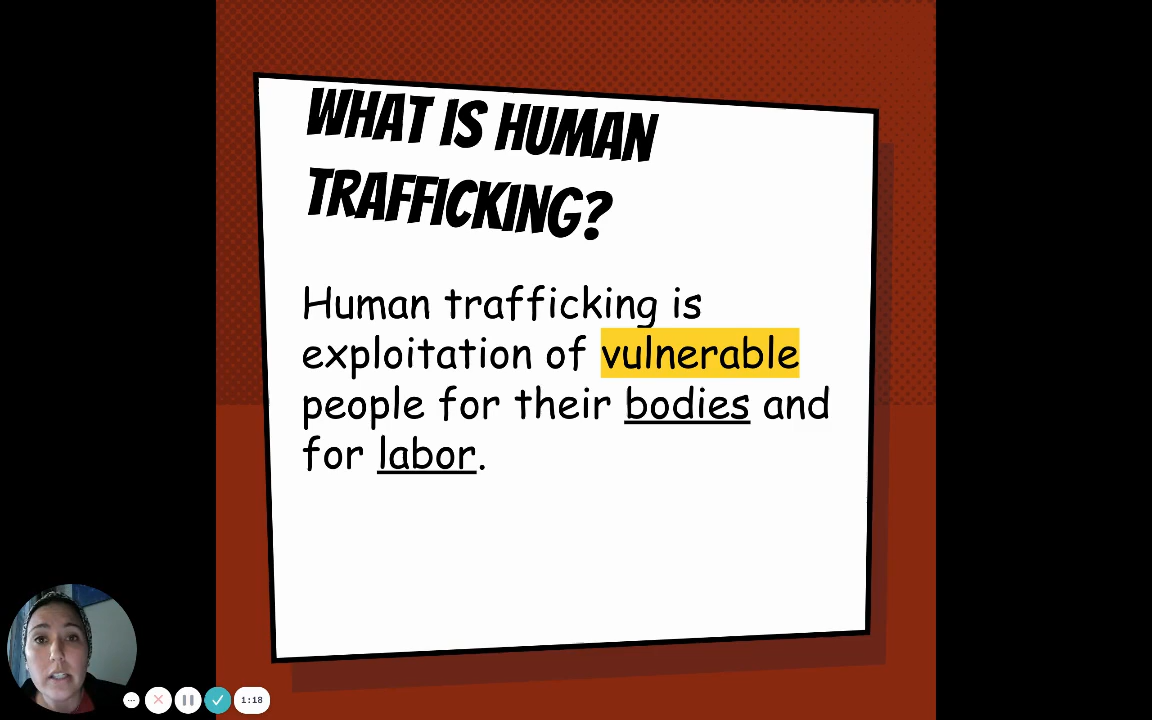 WHAT IS HUMAN
TRAFFICKING?
Human trafficking is
exploitation of vulnerable
people for their bodies and
for labor.
1:18